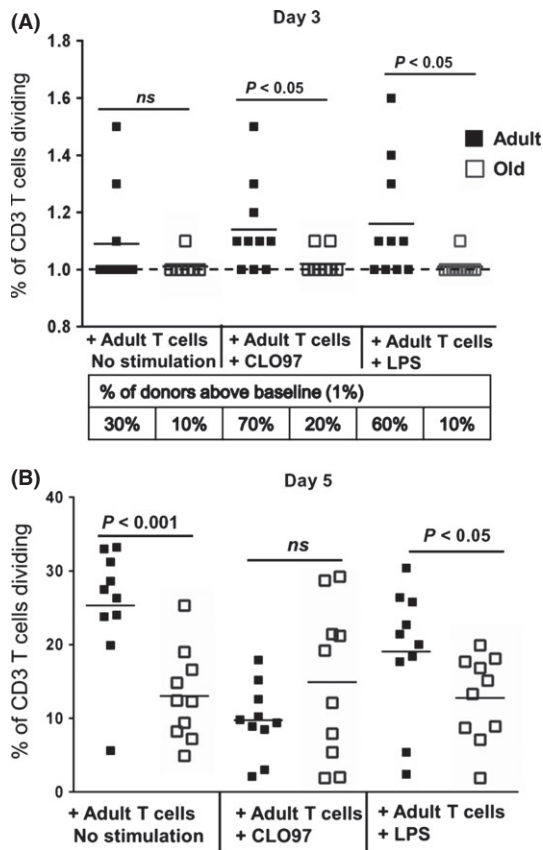 (A)
Day 3
% of CD3 T cells dividing
1.8
1.6
1.4
1.2
1.0
0.8
ns
P < 0.05
P < 0.05
Adult
Old
+ Adult T cells
No stimulation
+ Adult T cells
+ CLO97
+ Adult T cells
+ LPS
% of donors above baseline (1%)
30% 10% 70% 20% 60% 10%
(B)
Day 5
% of CD3 T cells dividing
40
30
20
10
0
P < 0.001
ns
P < 0.05
+ Adult T cells
No stimulation
+ Adult T cells
+ CLO97
+ Adult T cells
+ LPS